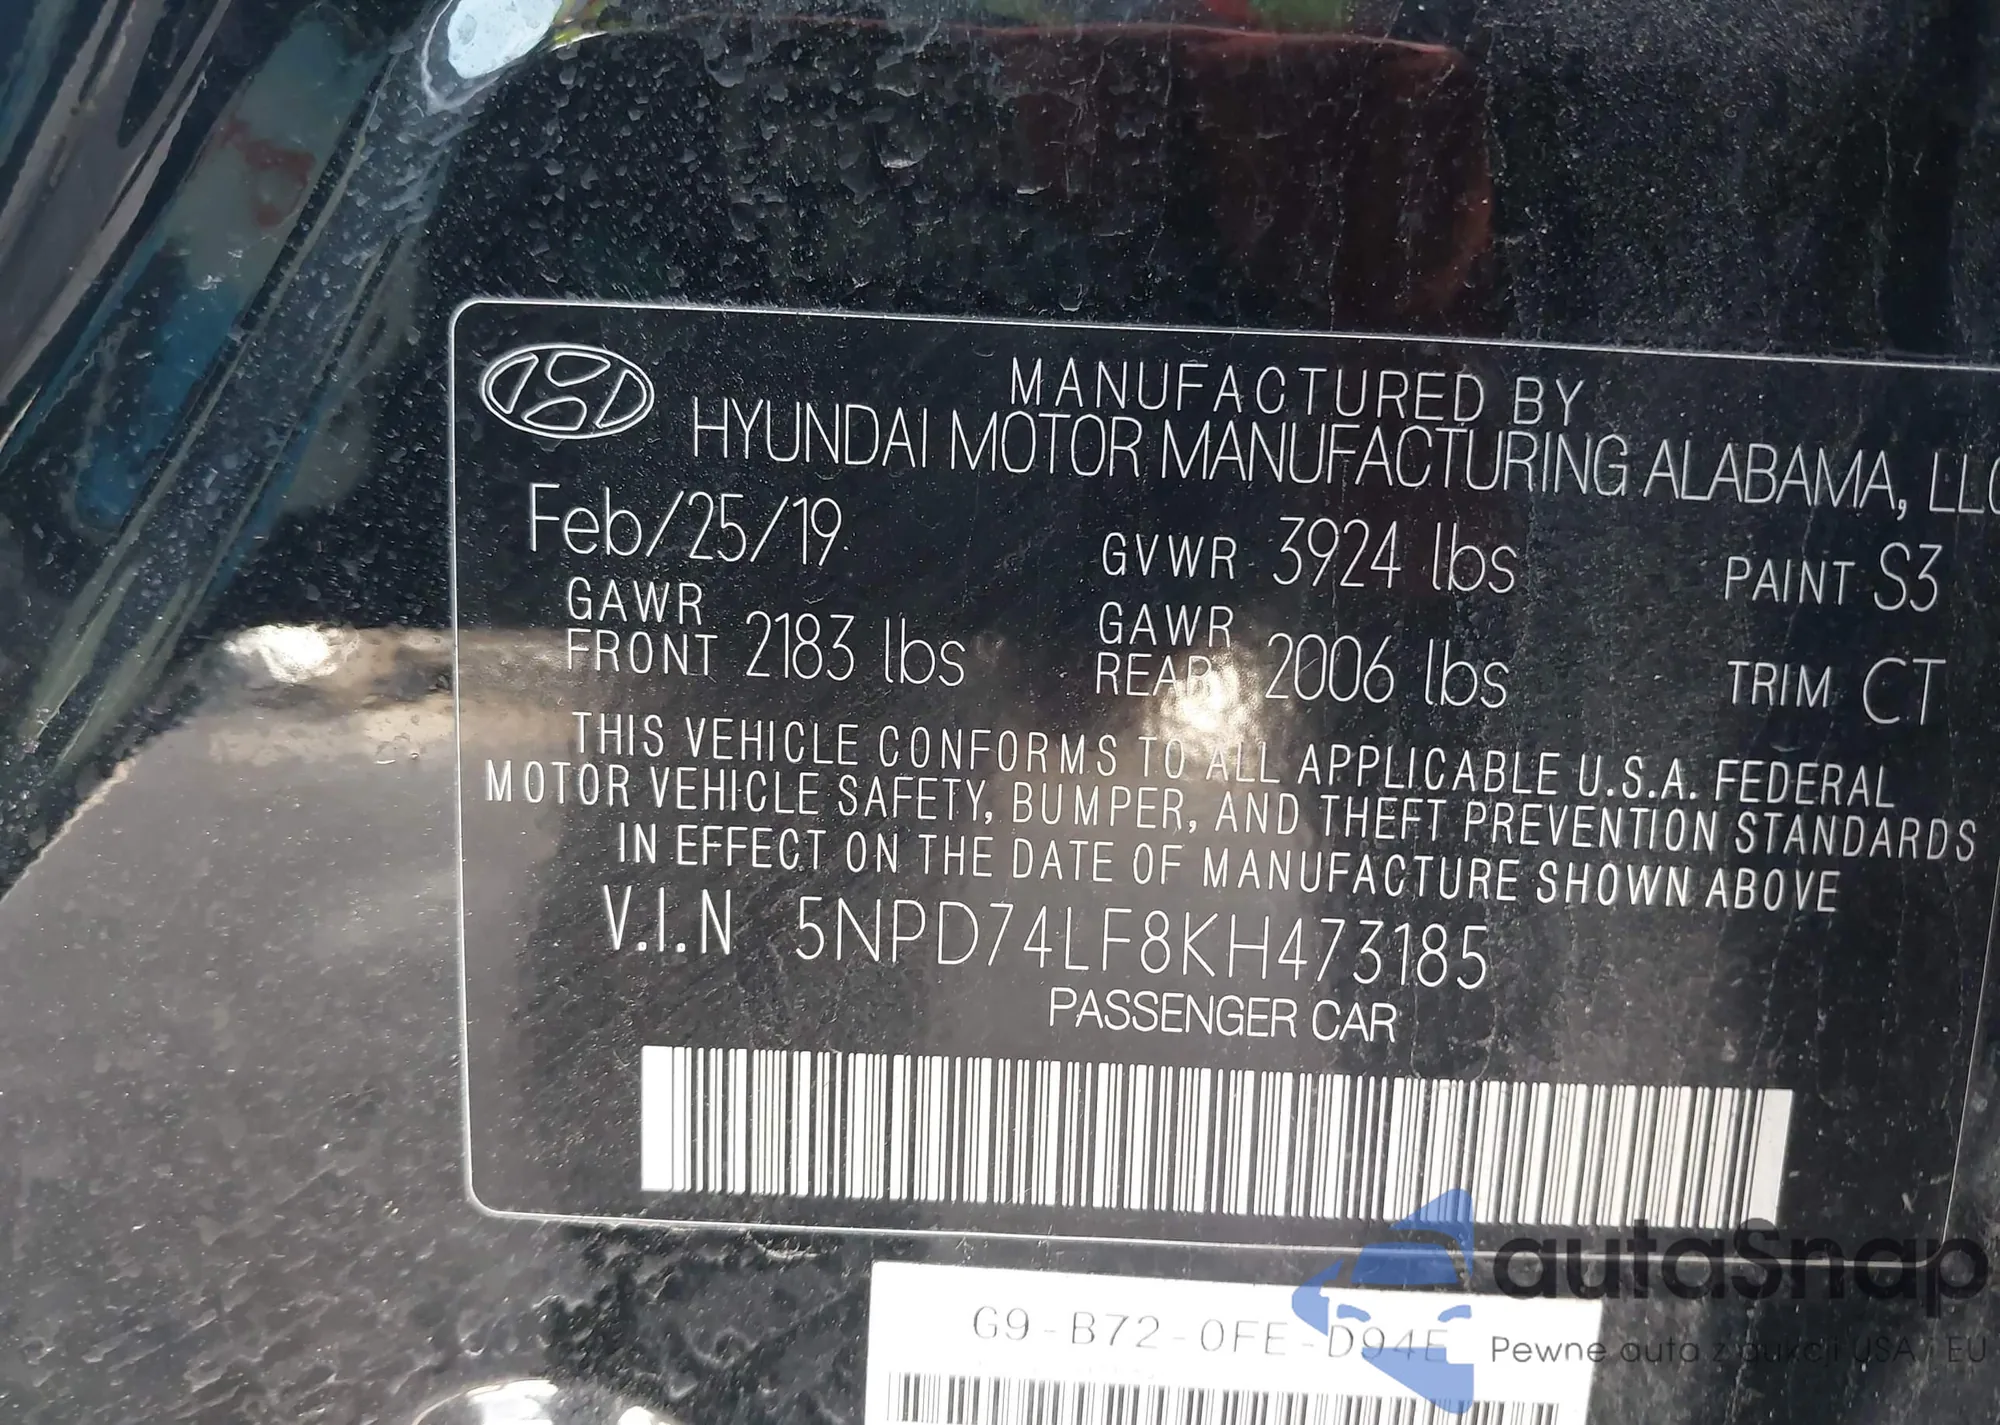 MANUFACTURED BY
HYUNDAI MOTOR MANUFACTURING ALABAMA, LLC
Feb/25/19 GVWR 3924 lbs PAINT S3
GAWR FRONT 2183 lbs GAWR REAR 2006 lbs TRIM CT
THIS VEHICLE CONFORMS TO ALL APPLICABLE U.S.A. FEDERAL
MOTOR VEHICLE SAFETY, BUMPER, AND THEFT PREVENTION STANDARDS
IN EFFECT ON THE DATE OF MANUFACTURE SHOWN ABOVE
V.I.N 5NPD74LF8KH473185
PASSENGER CAR
G9-B72-0FE-D94E
autaSnap
Pewne auta z aukcji USA i EU